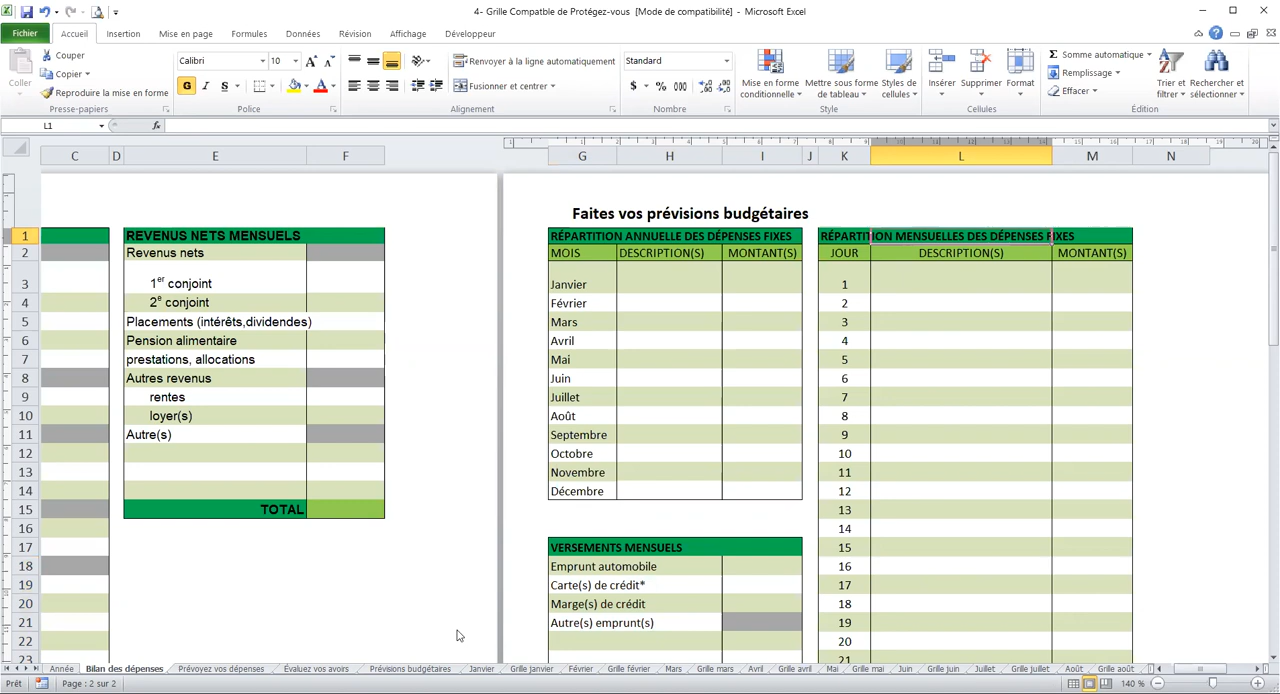 4- Grille Compatble de Protégez-vous [Mode de compatibilité] - Microsoft Excel
Fichier Accueil Insertion Mise en page Formules Données Révision Affichage Développeur
Coller
Couper
Copier
Reproduire la mise en forme
Presse-papiers
Calibri 10
G I S A
Police
Renvoyer à la ligne automatiquement
Fusionner et centrer
Alignement
Standard
$ % 000
Nombre
Mise en forme conditionnelle
Mettre sous forme de tableau
Styles de cellules
Style
Insérer Supprimer Format
Cellules
Somme automatique
Remplissage
Effacer
Trier et filtrer
Rechercher et sélectionner
Édition
L1 fx
C D E F G H I J K L M N
Faites vos prévisions budgétaires
1 REVENUS NETS MENSUELS RÉPARTITION ANNUELLE DES DÉPENSES FIXES RÉPARTITION MENSUELLES DES DÉPENSES FIXES
2 Revenus nets MOIS DESCRIPTION(S) MONTANT(S) JOUR DESCRIPTION(S) MONTANT(S)
3 1er conjoint Janvier 1
4 2e conjoint Février 2
5 Placements (intérêts,dividendes) Mars 3
6 Pension alimentaire Avril 4
7 prestations, allocations Mai 5
8 Autres revenus Juin 6
9 rentes Juillet 7
10 loyer(s) Août 8
11 Autre(s) Septembre 9
12 Octobre 10
13 Novembre 11
14 Décembre 12
15 TOTAL 13
16 14
17 VERSEMENTS MENSUELS 15
18 Emprunt automobile 16
19 Carte(s) de crédit* 17
20 Marge(s) de crédit 18
21 Autre(s) emprunt(s) 19
22 20
23 21
Année Bilan des dépenses Prévoyez vos dépenses Évaluez vos avoirs Prévisions budgétaires Janvier Grille janvier Février Grille février Mars Grille mars Avril Grille avril Mai Grille mai Juin Grille juin Juillet Grille juillet Août Grille août
Prêt Page : 2 sur 2 140 %